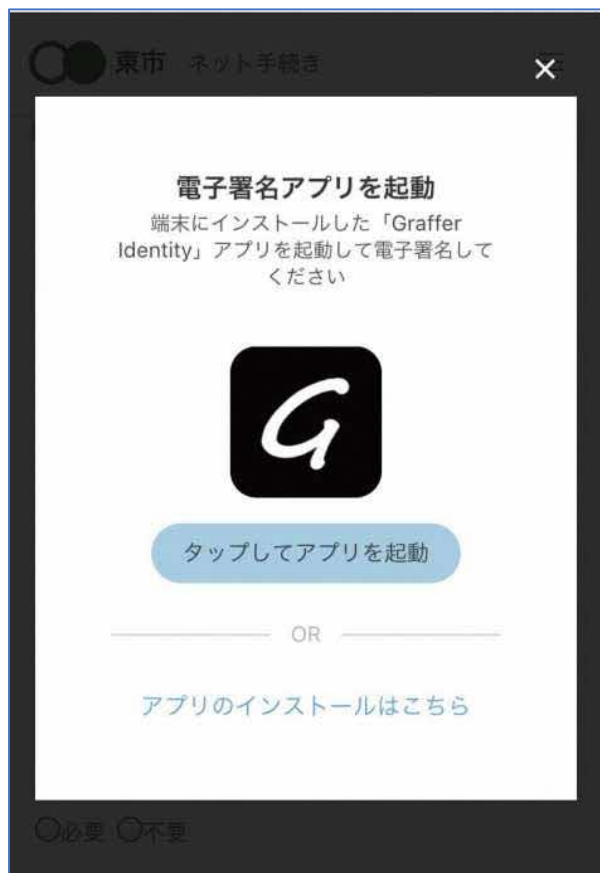 東市 ネット手続き
×
電子署名アプリを起動
端末にインストールした「Graffer
Identity」アプリを起動して電子署名して
ください
G
タップしてアプリを起動
OR
アプリのインストールはこちら
必要 不要